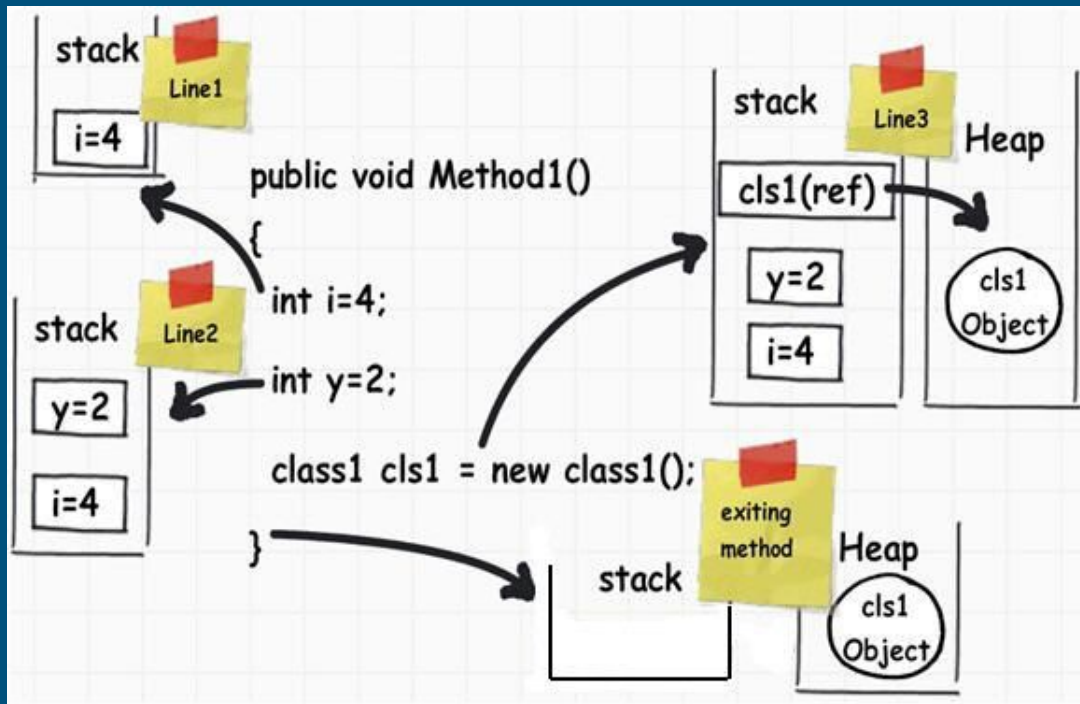 stack
Line1
i=4
public void Method1()
{
int i=4;
int y=2;
class1 cls1 = new class1();
}
stack
Line2
y=2
i=4
stack
Line3
Heap
cls1(ref)
y=2
i=4
cls1
Object
exiting
method
stack
Heap
cls1
Object